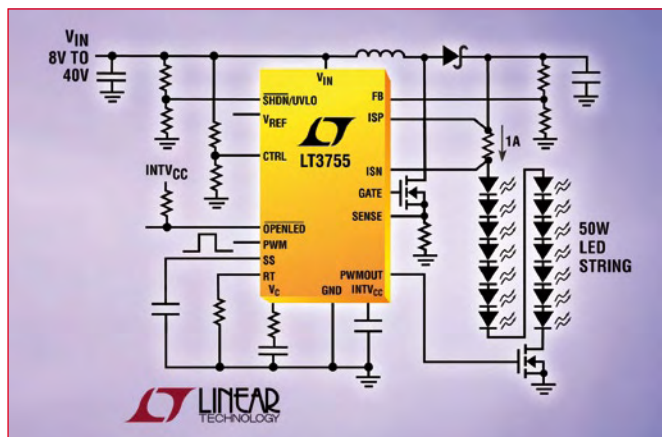 VIN
8V TO
40V
VIN
SHDN/UVLO
FB
VREF
ISP
1A
LT3755
CTRL
ISN
INTVCC
GATE
SENSE
OPENLED
PWM
SS
RT
VC
GND
PWMOUT
INTVCC
50W
LED
STRING
LINEAR
TECHNOLOGY